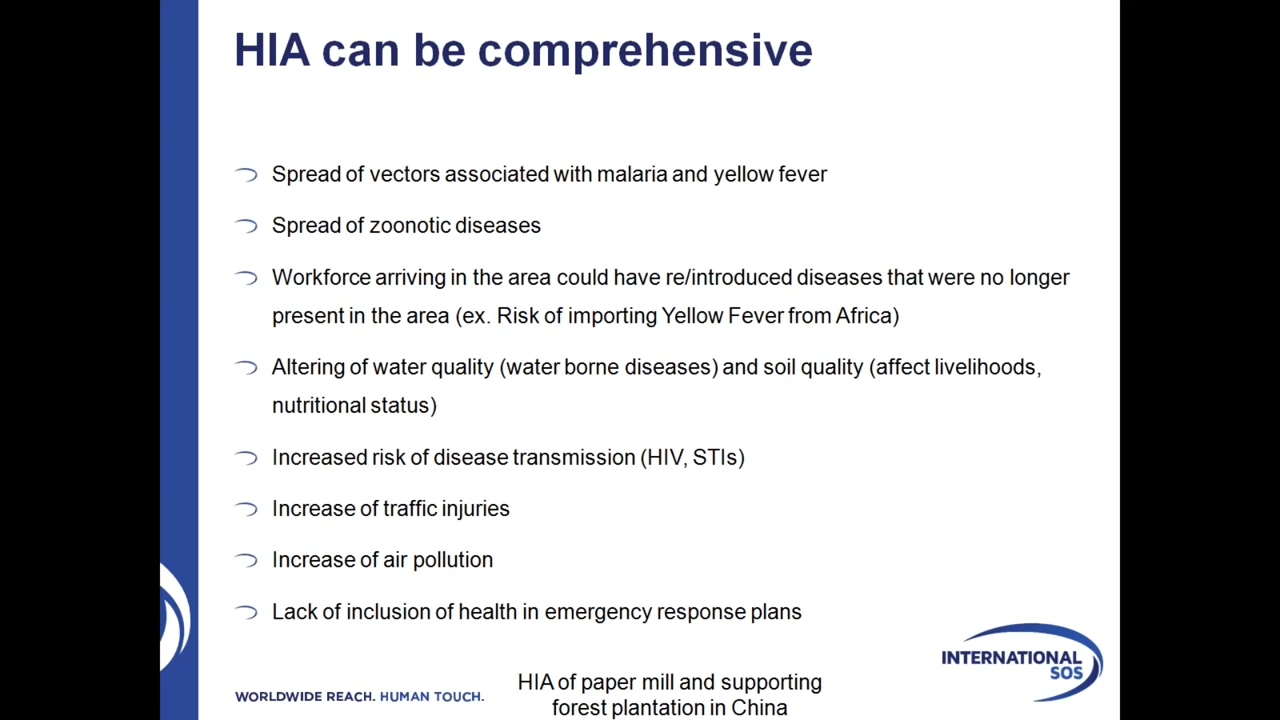 HIA can be comprehensive
Spread of vectors associated with malaria and yellow fever
Spread of zoonotic diseases
Workforce arriving in the area could have re/introduced diseases that were no longer
present in the area (ex. Risk of importing Yellow Fever from Africa)
Altering of water quality (water borne diseases) and soil quality (affect livelihoods,
nutritional status)
Increased risk of disease transmission (HIV, STIs)
Increase of traffic injuries
Increase of air pollution
Lack of inclusion of health in emergency response plans
WORLDWIDE REACH. HUMAN TOUCH.
HIA of paper mill and supporting
forest plantation in China
INTERNATIONAL
SOS